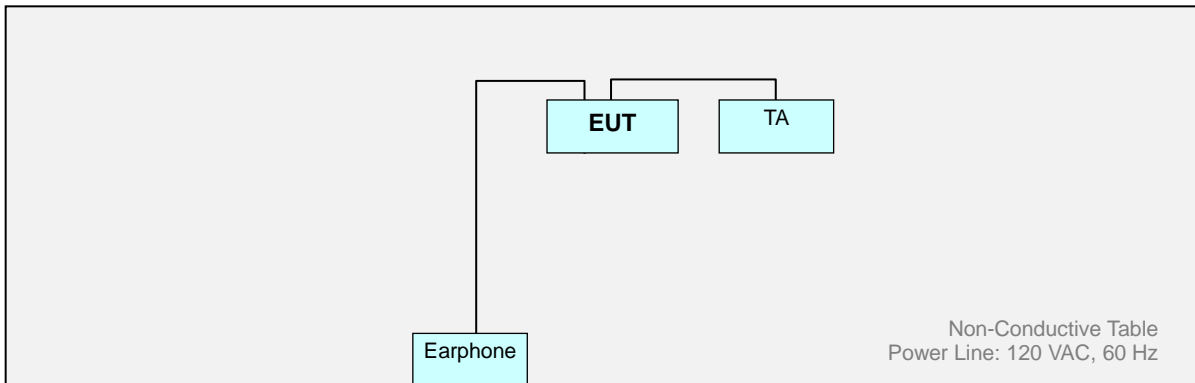 EUT
TA
Earphone
Non-Conductive Table
Power Line: 120 VAC, 60 Hz